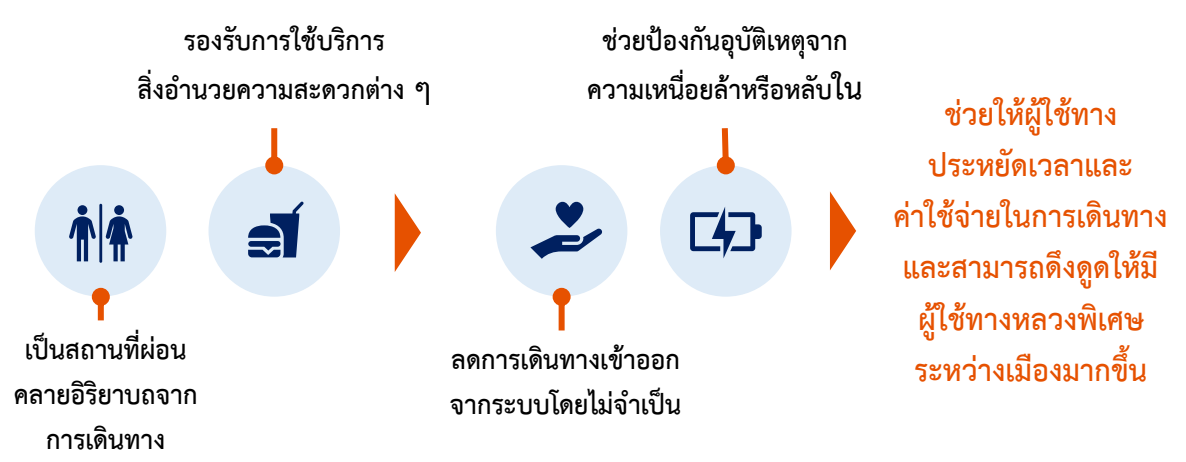 รองรับการใช้บริการ
สิ่งอำนวยความสะดวกต่าง ๆ
ช่วยป้องกันอุบัติเหตุจาก
ความเหนื่อยล้าหรือหลับใน
เป็นสถานที่ผ่อน
คลายอิริยาบถจาก
การเดินทาง
ลดการเดินทางเข้าออก
จากระบบโดยไม่จำเป็น
ช่วยให้ผู้ใช้ทาง
ประหยัดเวลาและ
ค่าใช้จ่ายในการเดินทาง
และสามารถดึงดูดให้มี
ผู้ใช้ทางหลวงพิเศษ
ระหว่างเมืองมากขึ้น